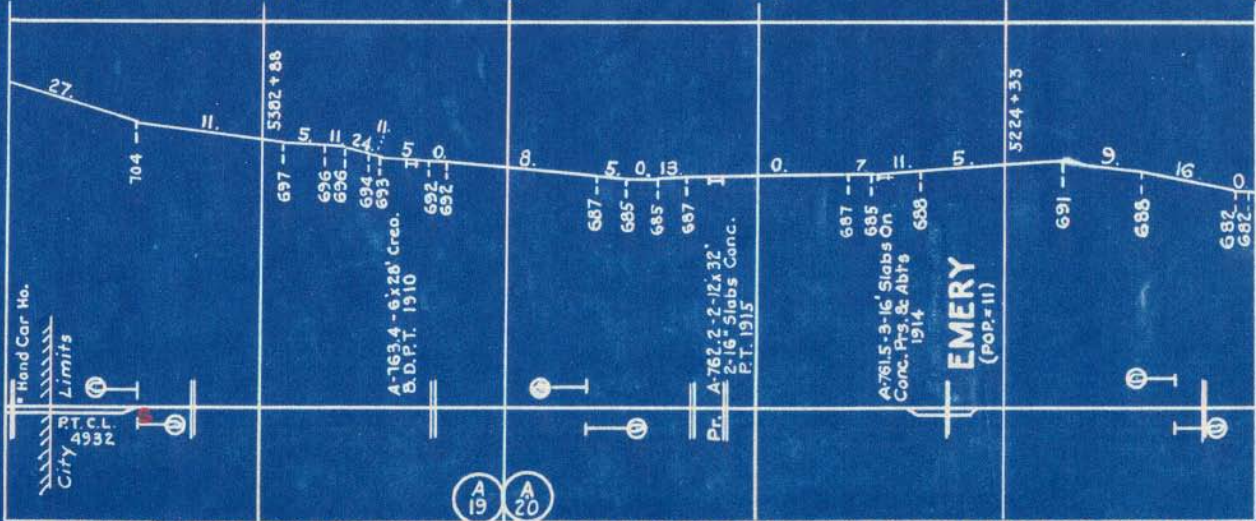 27.
11.
5.
11
24.
11.
5.
0.
8.
5.
0.
13.
0.
7
11.
5.
9.
16
0
704
5382 + 88
697
696
696
694
693
692
692
687
685
685
687
687
685
688
5224 + 33
691
688
682
682
A-763.4 - 6'x28' Creo.
B.D.P.T. 1910
A-762.2-2-12x32'
2-16" Slabs Conc.
P.T. 1915
A-761.5-3-16' Slabs On
Conc. Prs. & Abts
1914
EMERY
(POP. = 11)
Hand Car Ho.
City Limits
P.T.C.L.
4932
S
Pr.
A
19
A
20